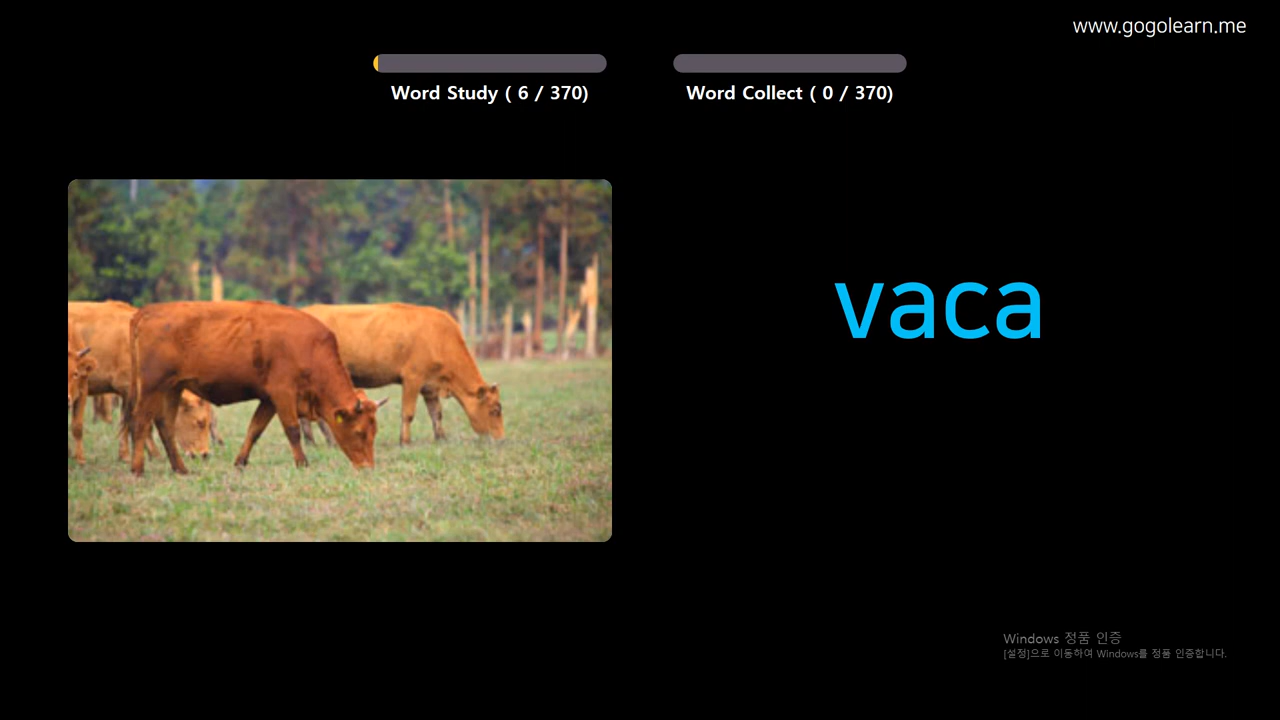 www.gogolearn.me
Word Study ( 6 / 370)
Word Collect ( 0 / 370)
vaca
Windows 정품 인증
[설정]으로 이동하여 Windows를 정품 인증합니다.